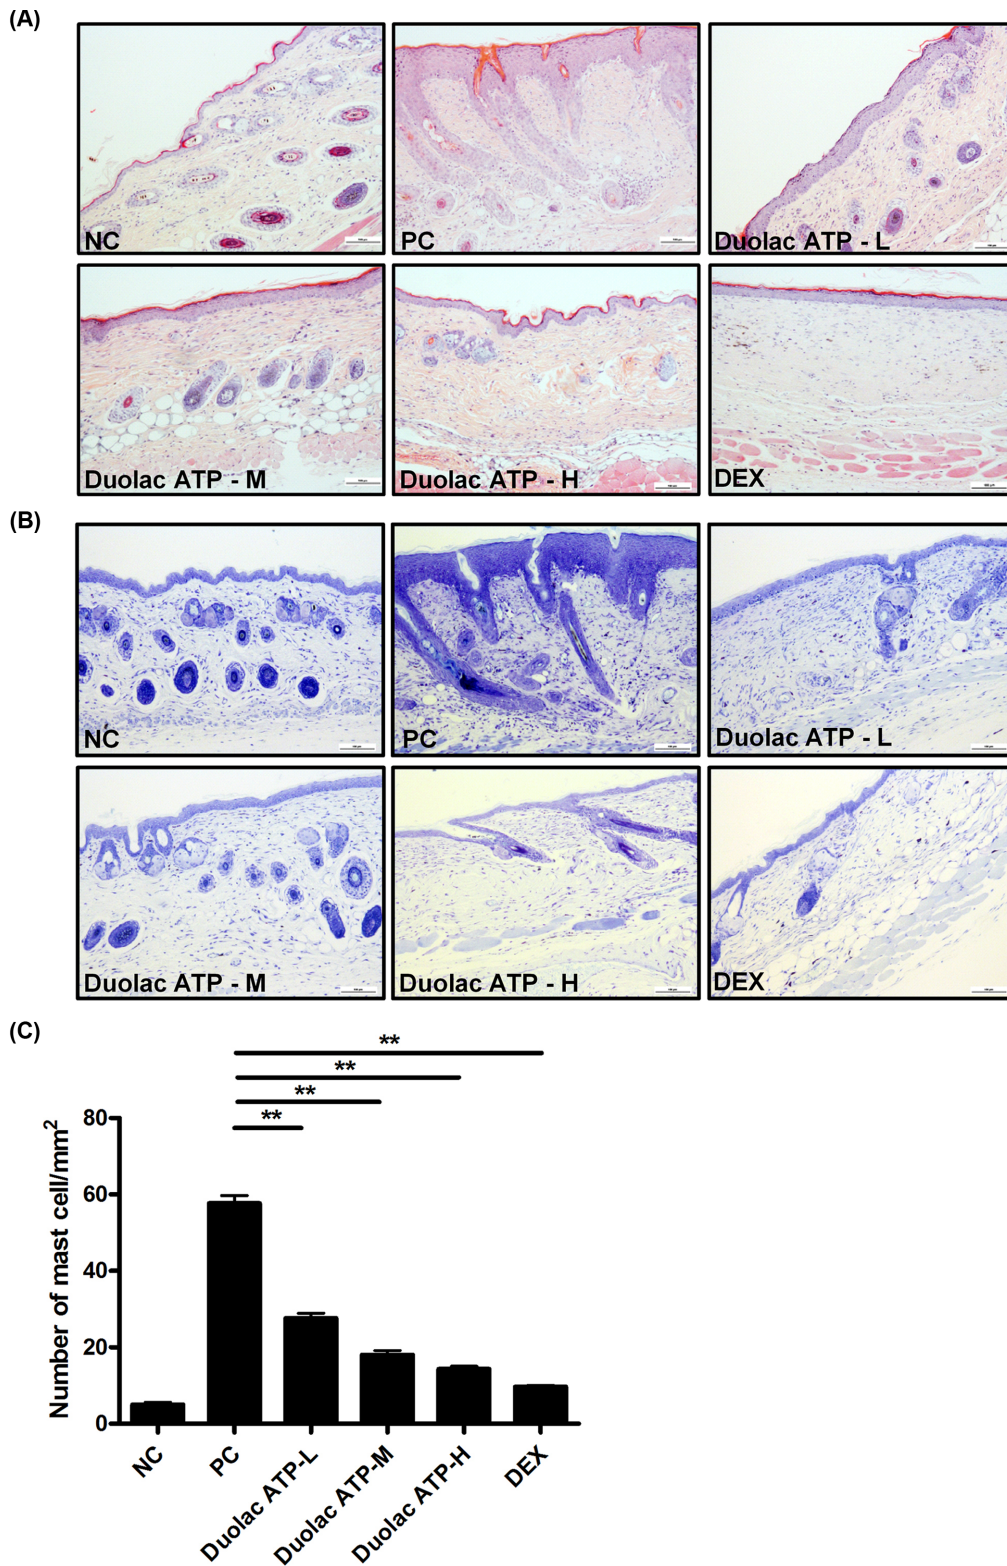 (A)
NC
PC
Duolac ATP - L
Duolac ATP - M
Duolac ATP - H
DEX
(B)
NC
PC
Duolac ATP - L
Duolac ATP - M
Duolac ATP - H
DEX
(C)
**
**
**
**
Number of mast cell/mm²
80
60
40
20
0
NC
PC
Duolac ATP-L
Duolac ATP-M
Duolac ATP-H
DEX